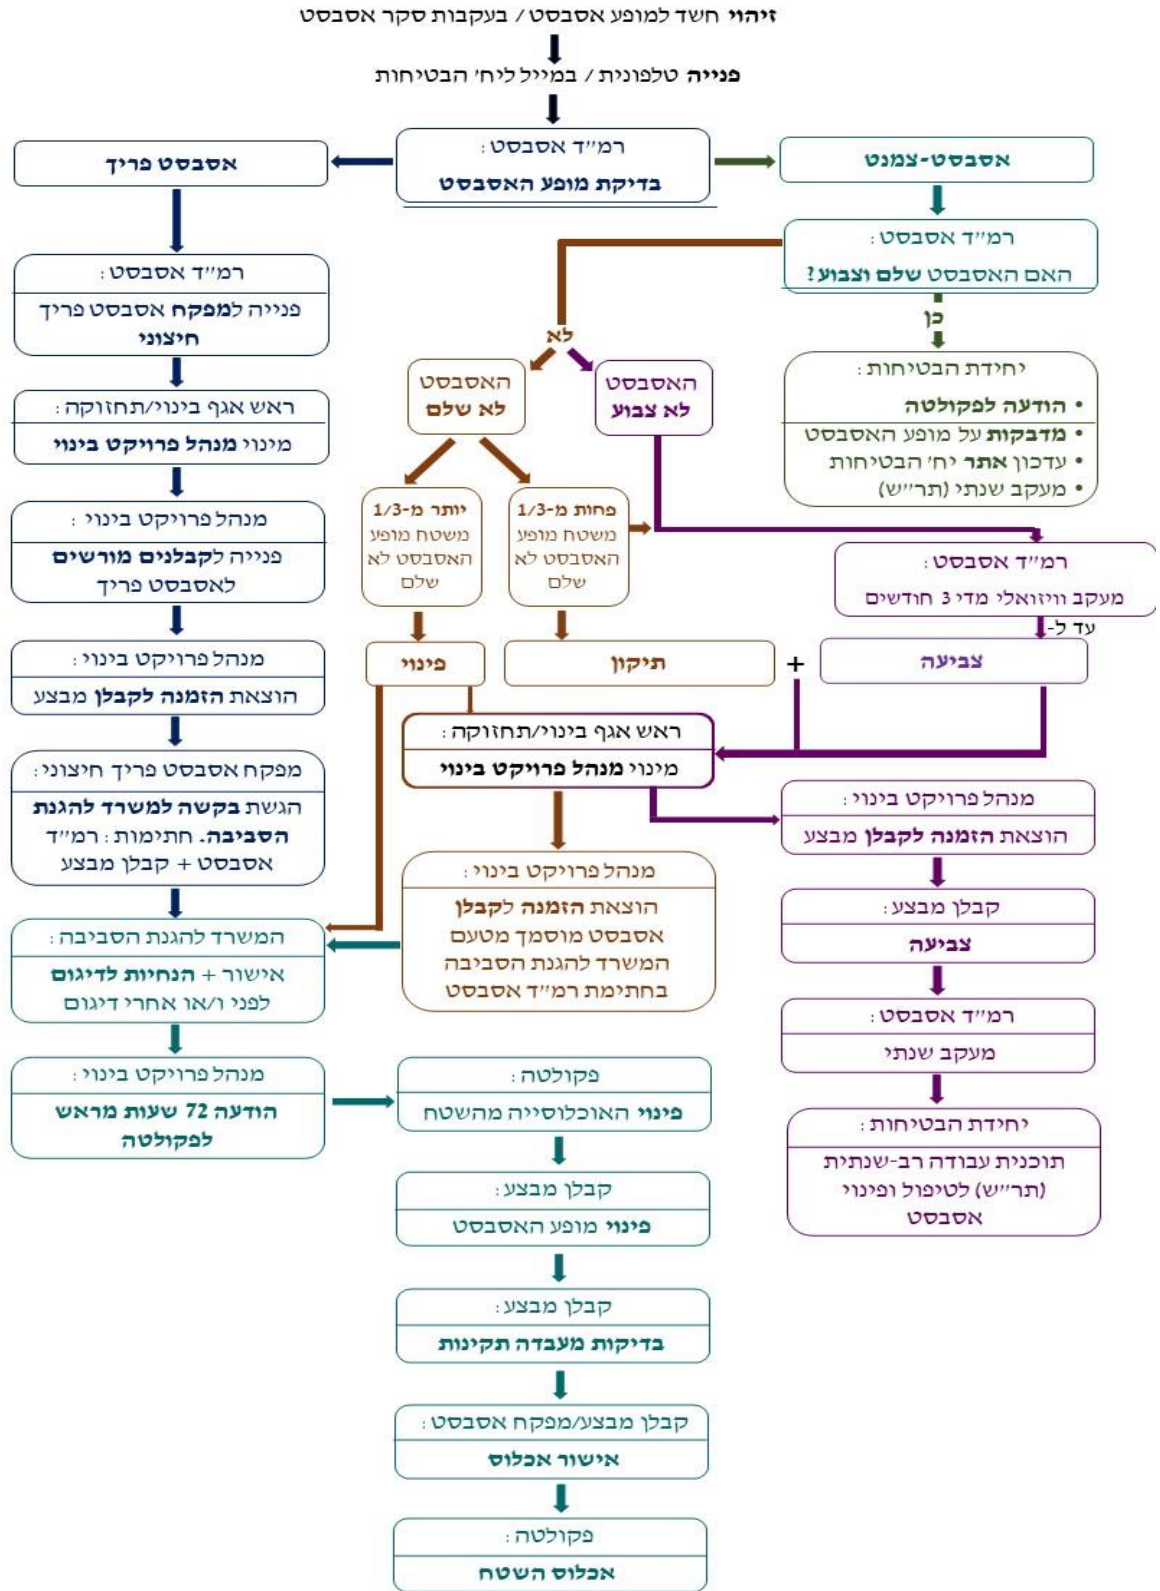 זיהוי חשד למופע אסבסט / בעקבות סקר אסבסט
פנייה טלפונית / במייל ליח' הבטיחות
רמ"ד אסבסט:
בדיקת מופע האסבסט
אסבסט-צמנט
רמ"ד אסבסט:
האם האסבסט שלם וצבוע?
כן
יחידת הבטיחות:
• הודעה לפקולטה
• מדבקות על מופע האסבסט
• עדכון אתר יח' הבטיחות
• מעקב שנתי (תר"ש)
לא
האסבסט
לא צבוע
האסבסט
לא שלם
פחות מ-1/3
משטח מופע
האסבסט לא
שלם
יותר מ-1/3
משטח מופע
האסבסט לא
שלם
רמ"ד אסבסט:
מעקב וויזואלי מדי 3 חודשים
עד ל-
צביעה
+
תיקון
פינוי
ראש אגף בינוי/תחזוקה:
מינוי מנהל פרויקט בינוי
מנהל פרויקט בינוי:
הוצאת הזמנה לקבלן מבצע
קבלן מבצע:
צביעה
רמ"ד אסבסט:
מעקב שנתי
יחידת הבטיחות:
תוכנית עבודה רב-שנתית
(תר"ש) לטיפול ופינוי
אסבסט
מנהל פרויקט בינוי:
הוצאת הזמנה לקבלן
אסבסט מוסמך מטעם
המשרד להגנת הסביבה
בחתימת רמ"ד אסבסט
אסבסט פריך
רמ"ד אסבסט:
פנייה למפקח אסבסט פריך
חיצוני
ראש אגף בינוי/תחזוקה:
מינוי מנהל פרויקט בינוי
מנהל פרויקט בינוי:
פנייה לקבלנים מורשים
לאסבסט פריך
מנהל פרויקט בינוי:
הוצאת הזמנה לקבלן מבצע
מפקח אסבסט פריך חיצוני:
הגשת בקשה למשרד להגנת
הסביבה. חתימות: רמ"ד
אסבסט + קבלן מבצע
המשרד להגנת הסביבה:
אישור + הנחיות לדיגום
לפני ו/או אחרי דיגום
מנהל פרויקט בינוי:
הודעה 72 שעות מראש
לפקולטה
פקולטה:
פינוי האוכלוסייה מהשטח
קבלן מבצע:
פינוי מופע האסבסט
קבלן מבצע:
בדיקות מעבדה תקינות
קבלן מבצע/מפקח אסבסט:
אישור אכלוס
פקולטה:
אכלוס השטח